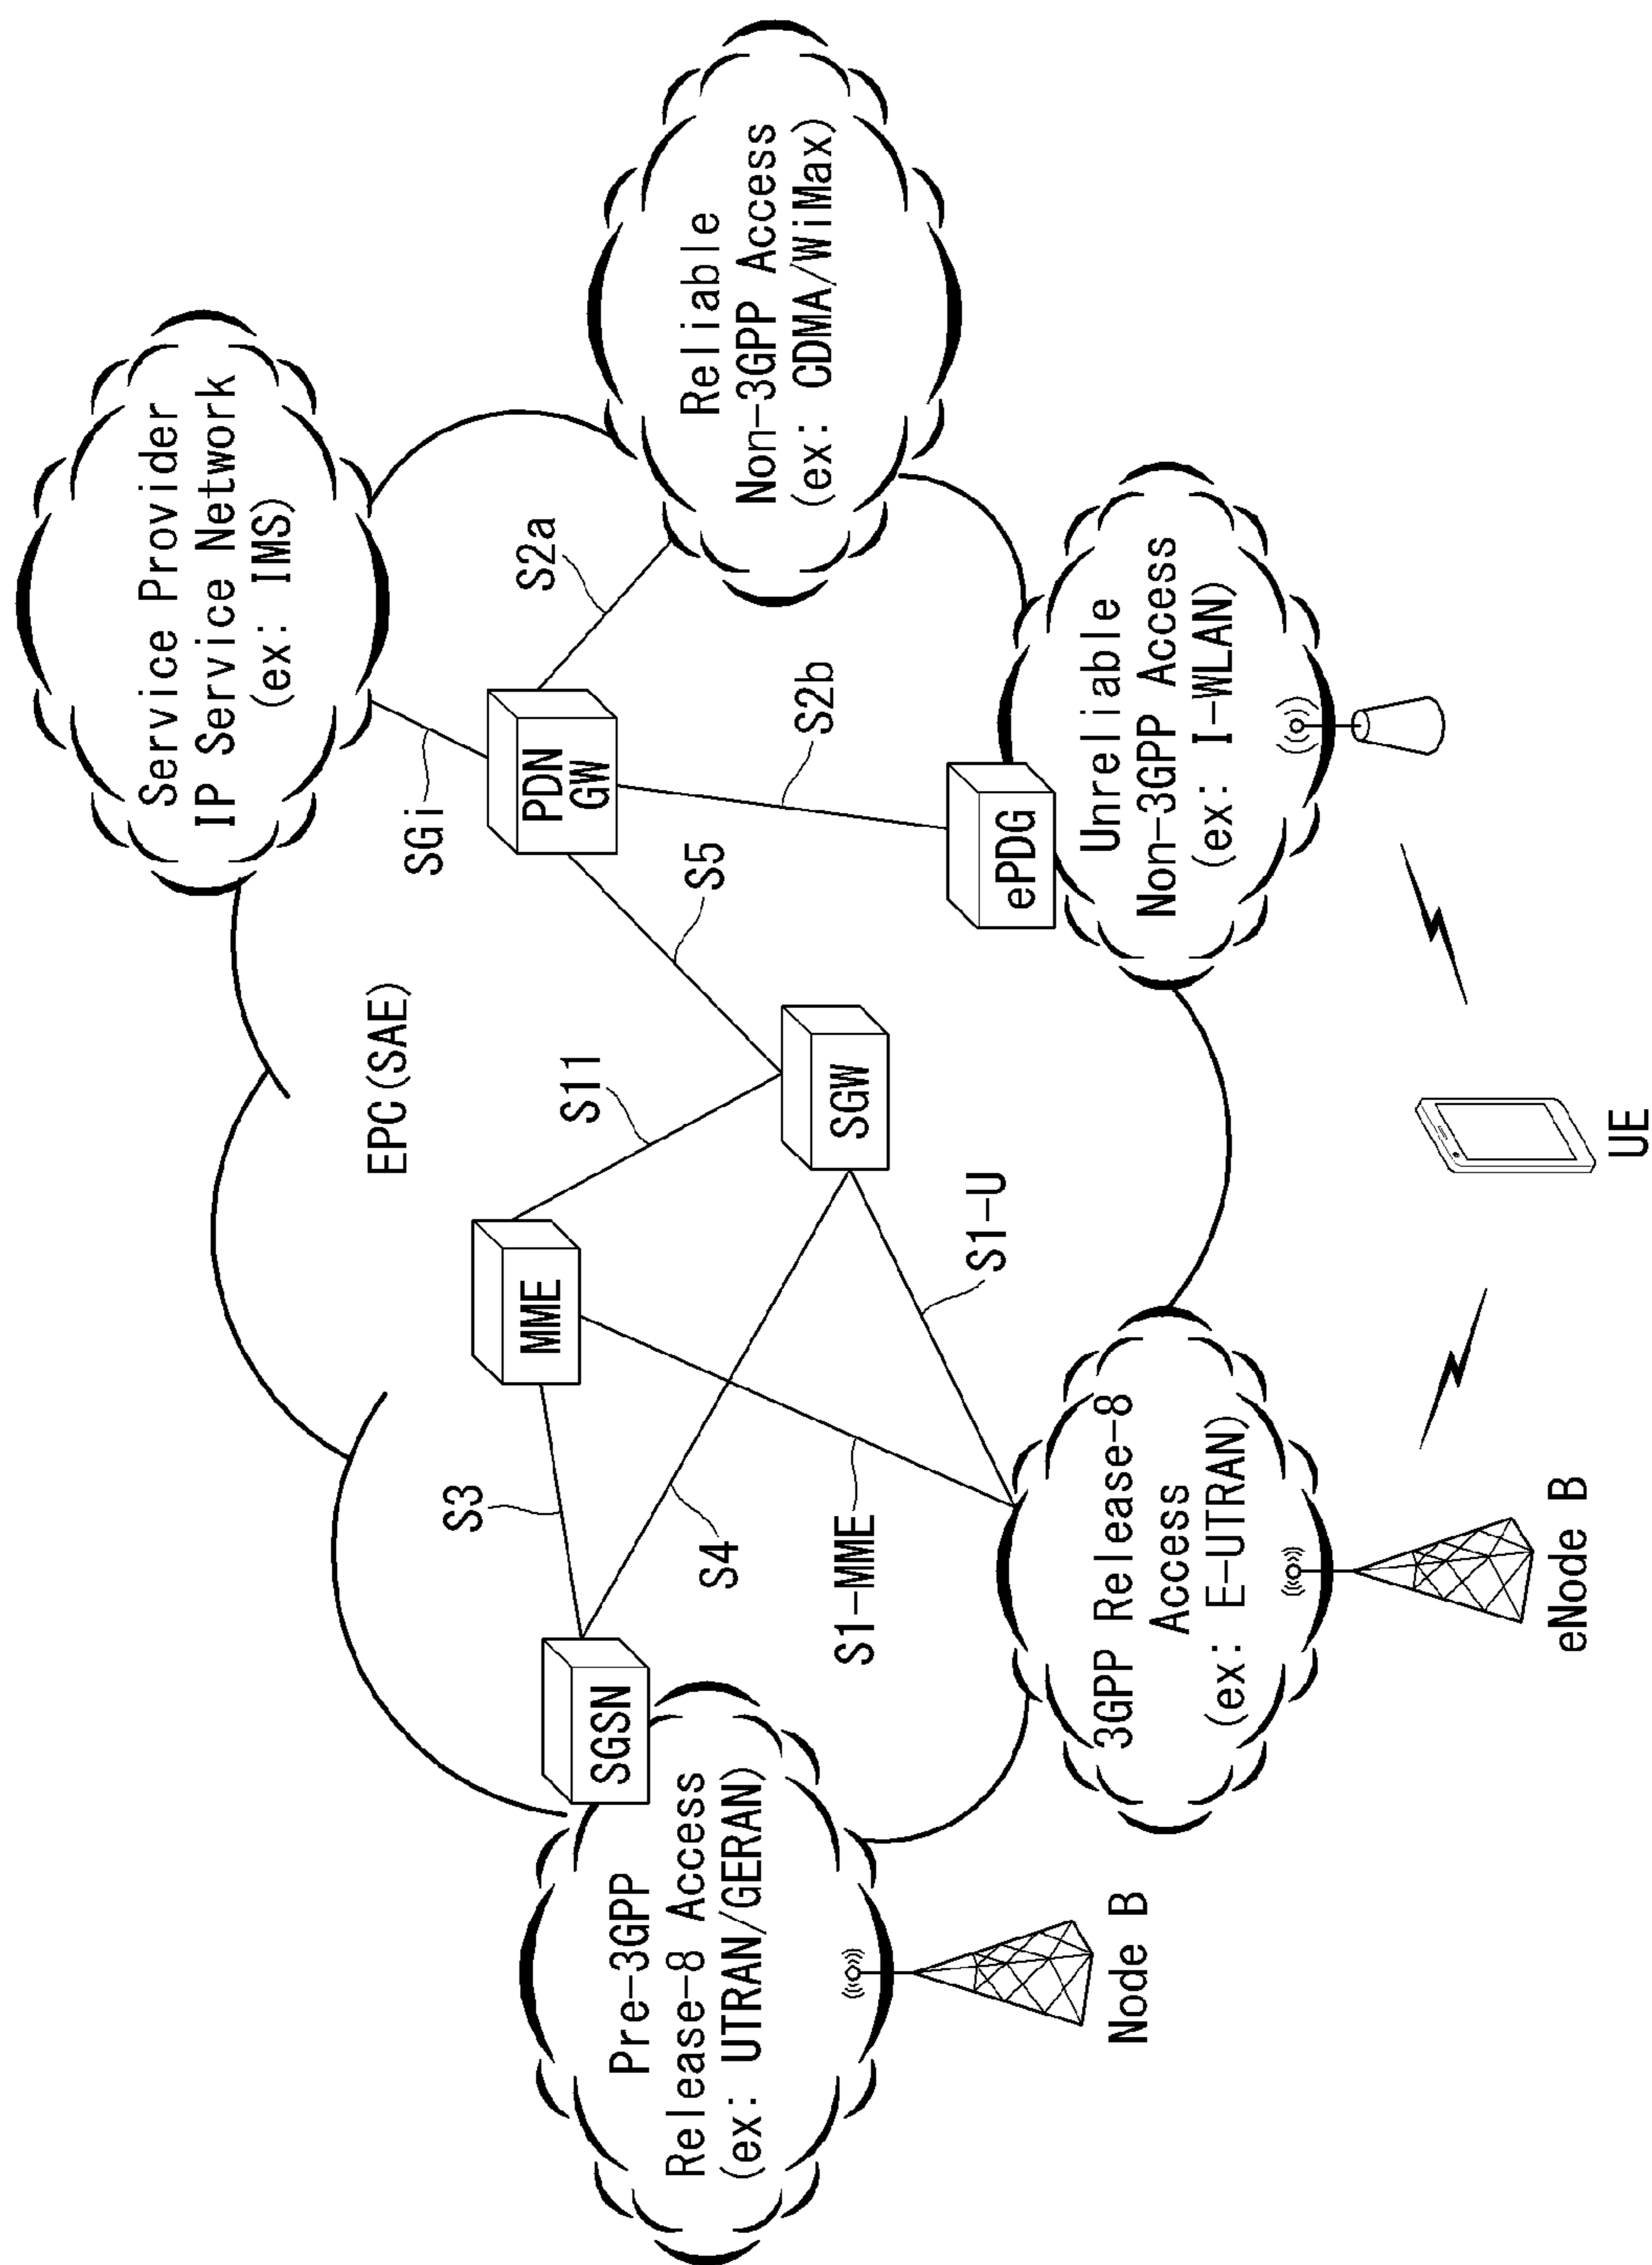 Service Provider
IP Service Network
(ex: IMS)
EPC(SAE)
SGi
S2a
Reliable
Non-3GPP Access
(ex: CDMA/WiMax)
PDN
GW
S3
MME
S11
S5
S2b
SGSN
Pre-3GPP
Release-8 Access
(ex: UTRAN/GERAN)
S4
SGW
S1-MME
S1-U
ePDG
Unreliable
Non-3GPP Access
(ex: I-WLAN)
3GPP Release-8
Access
(ex: E-UTRAN)
Node B
eNode B
UE